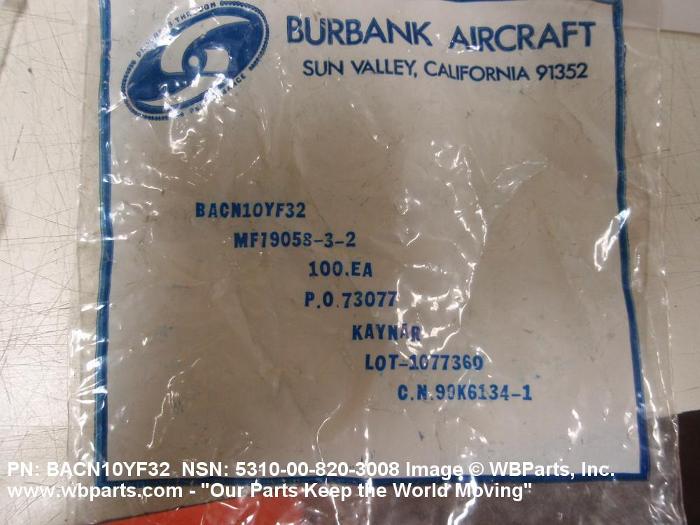 BURBANK AIRCRAFT
SUN VALLEY, CALIFORNIA 91352
BACN10YF32
MF79058-3-2
100.EA
P.O.73077
KAYNAR
LOT-1077360
C.N.90K6134-1
PN: BACN10YF32 NSN: 5310-00-820-3008 Image © WBParts, Inc.
www.wbparts.com - "Our Parts Keep the World Moving"